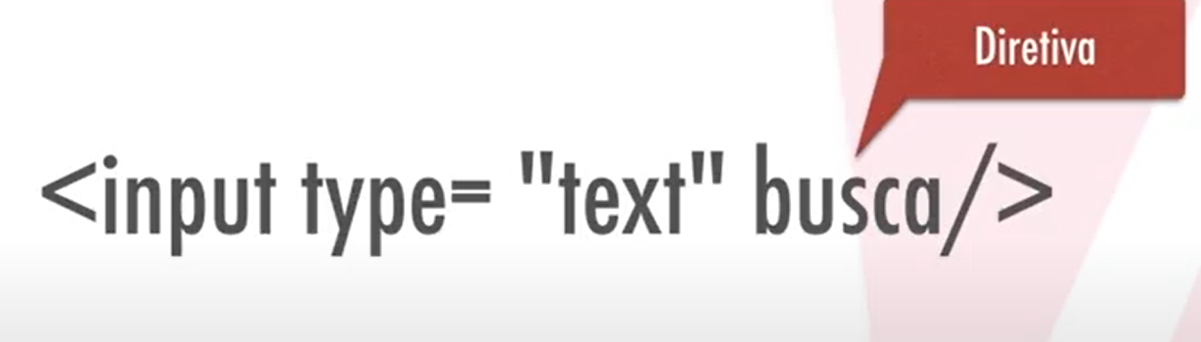 Diretiva
<input type= "text" busca/>